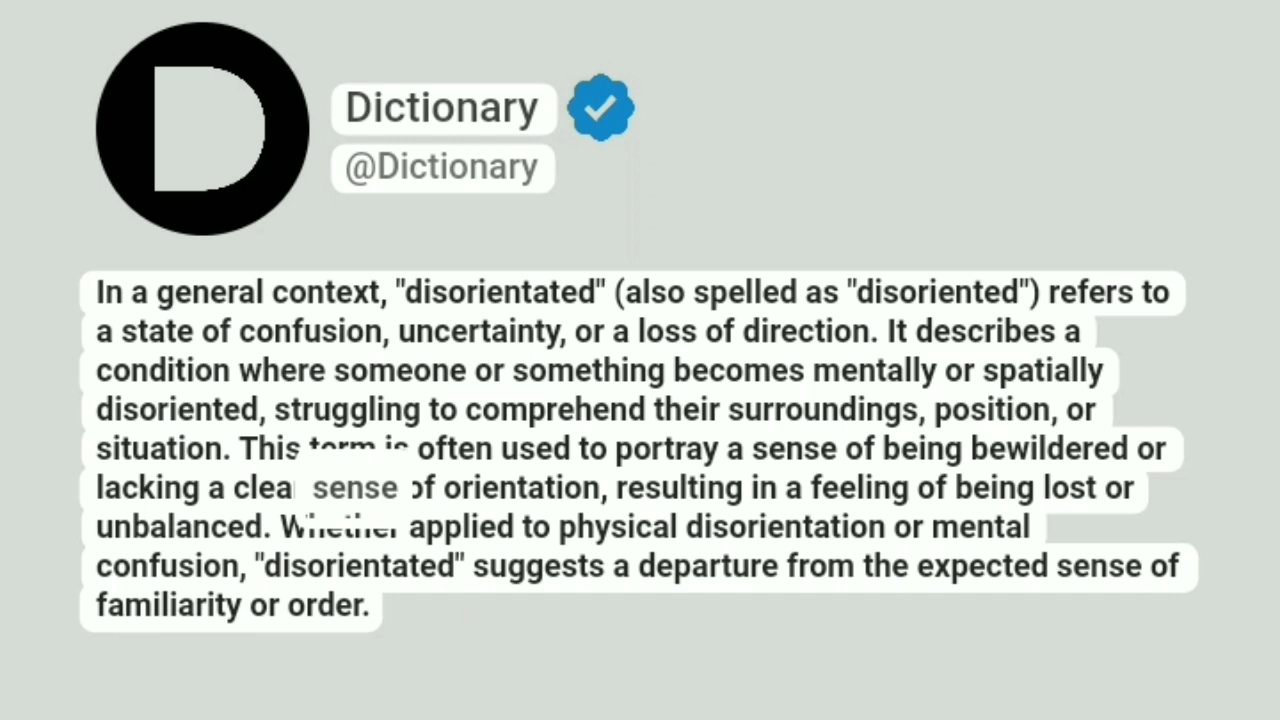 D
Dictionary
@Dictionary
In a general context, "disorientated" (also spelled as "disoriented") refers to
a state of confusion, uncertainty, or a loss of direction. It describes a
condition where someone or something becomes mentally or spatially
disoriented, struggling to comprehend their surroundings, position, or
situation. This term is often used to portray a sense of being bewildered or
lacking a clea sense of orientation, resulting in a feeling of being lost or
unbalanced. Whether applied to physical disorientation or mental
confusion, "disorientated" suggests a departure from the expected sense of
familiarity or order.